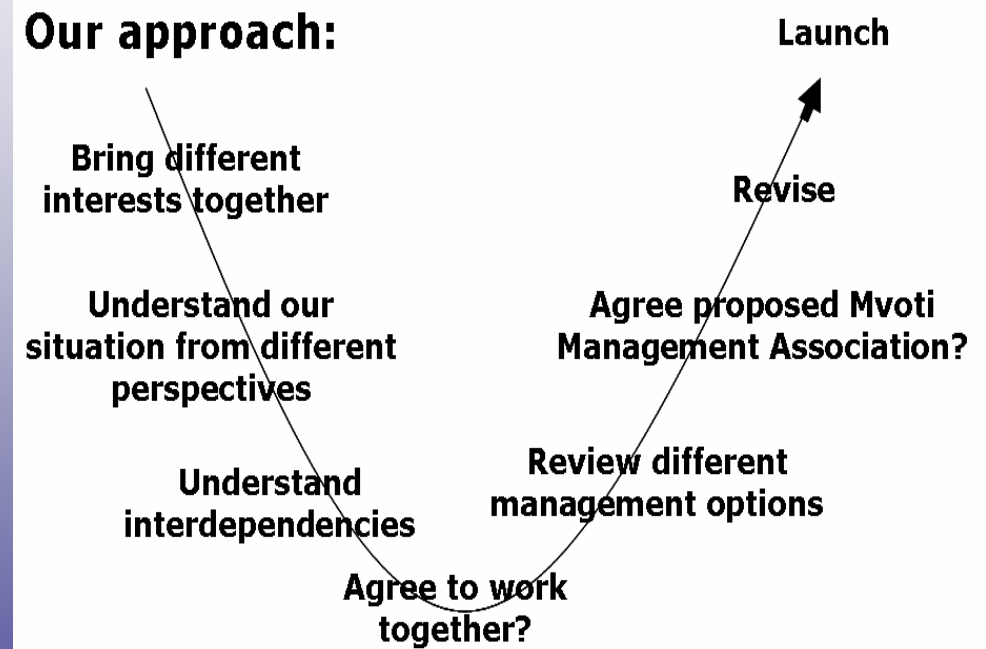 Our approach:
Bring different
interests together
Understand our
situation from different
perspectives
Understand
interdependencies
Agree to work
together?
Review different
management options
Agree proposed Mvoti
Management Association?
Revise
Launch